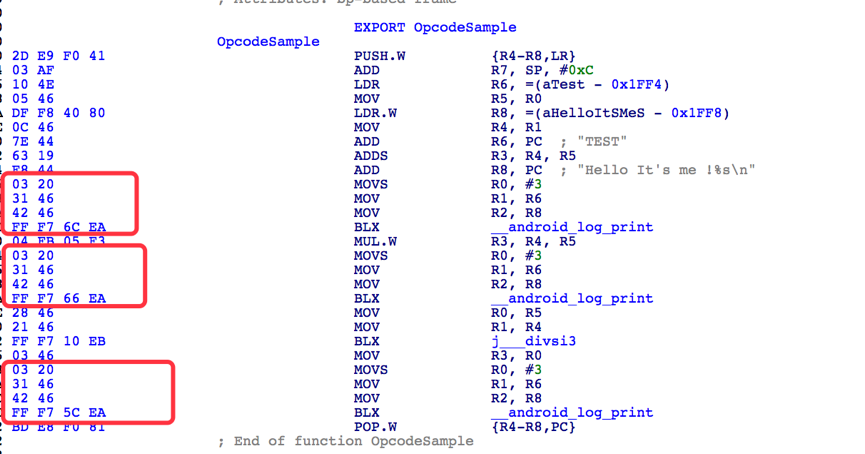 ; Attributes: bp-based frame
EXPORT OpcodeSample
OpcodeSample
2D E9 F0 41 PUSH.W {R4-R8,LR}
03 AF ADD R7, SP, #0xC
10 4E LDR R6, =(aTest - 0x1FF4)
05 46 MOV R5, R0
DF F8 40 80 LDR.W R8, =(aHelloItSMeS - 0x1FF8)
0C 46 MOV R4, R1
7E 44 ADD R6, PC ; "TEST"
63 19 ADDS R3, R4, R5
F8 44 ADD R8, PC ; "Hello It's me !%s\n"
03 20 MOVS R0, #3
31 46 MOV R1, R6
42 46 MOV R2, R8
FF F7 6C EA BLX __android_log_print
04 FB 05 F3 MUL.W R3, R4, R5
03 20 MOVS R0, #3
31 46 MOV R1, R6
42 46 MOV R2, R8
FF F7 66 EA BLX __android_log_print
28 46 MOV R0, R5
21 46 MOV R1, R4
FF F7 10 EB BLX j___divsi3
03 46 MOV R3, R0
03 20 MOVS R0, #3
31 46 MOV R1, R6
42 46 MOV R2, R8
FF F7 5C EA BLX __android_log_print
BD E8 F0 81 POP.W {R4-R8,PC}
; End of function OpcodeSample